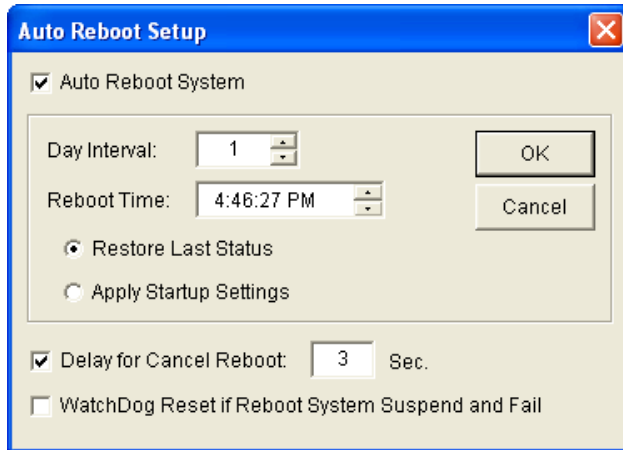 Auto Reboot Setup
Auto Reboot System
Day Interval: 1
OK
Reboot Time: 4:46:27 PM
Cancel
Restore Last Status
Apply Startup Settings
Delay for Cancel Reboot: 3 Sec.
WatchDog Reset if Reboot System Suspend and Fail